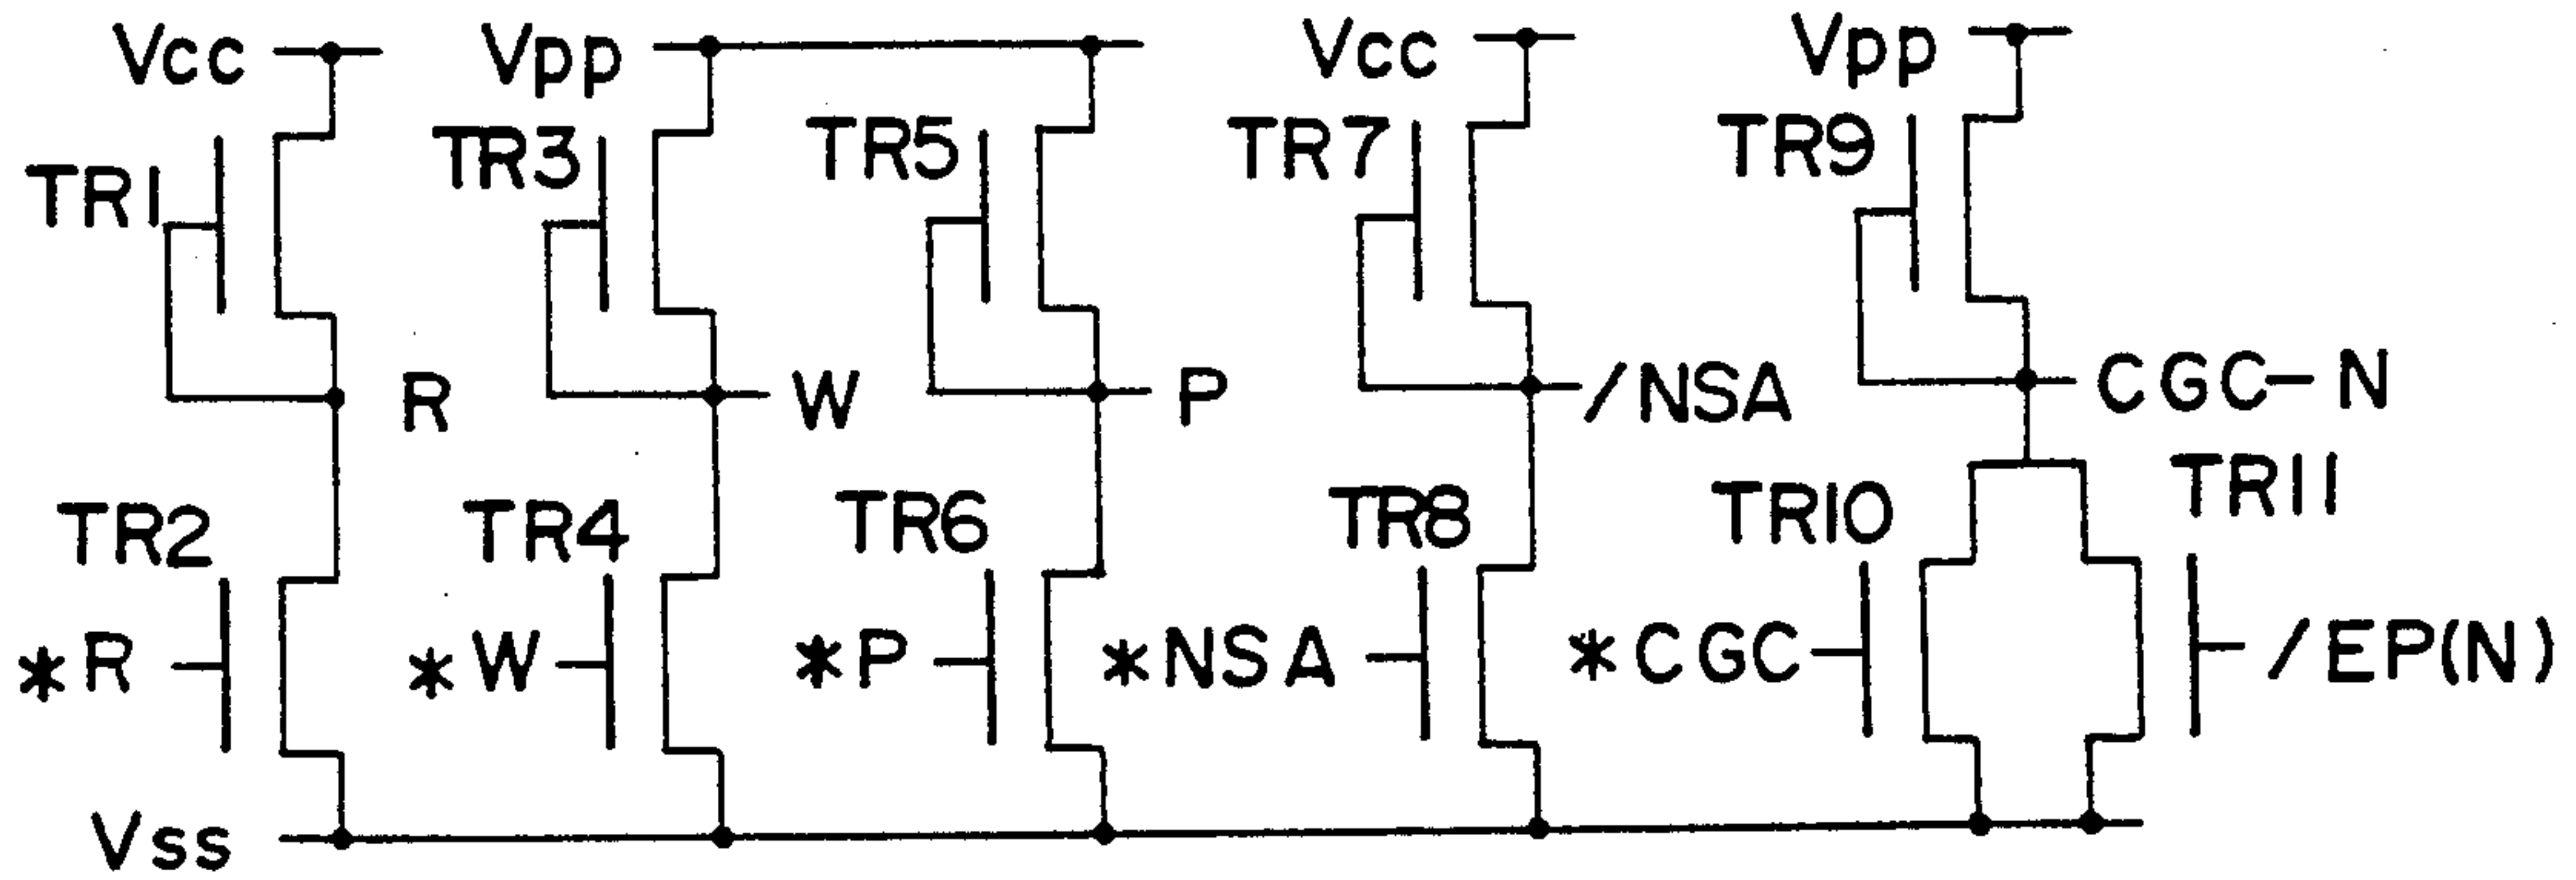 Vcc Vpp Vcc Vpp
TR1 TR3 TR5 TR7 TR9
R W P /NSA CGC-N
TR2 TR4 TR6 TR8 TR10 TR11
*R *W *P *NSA *CGC /EP(N)
Vss